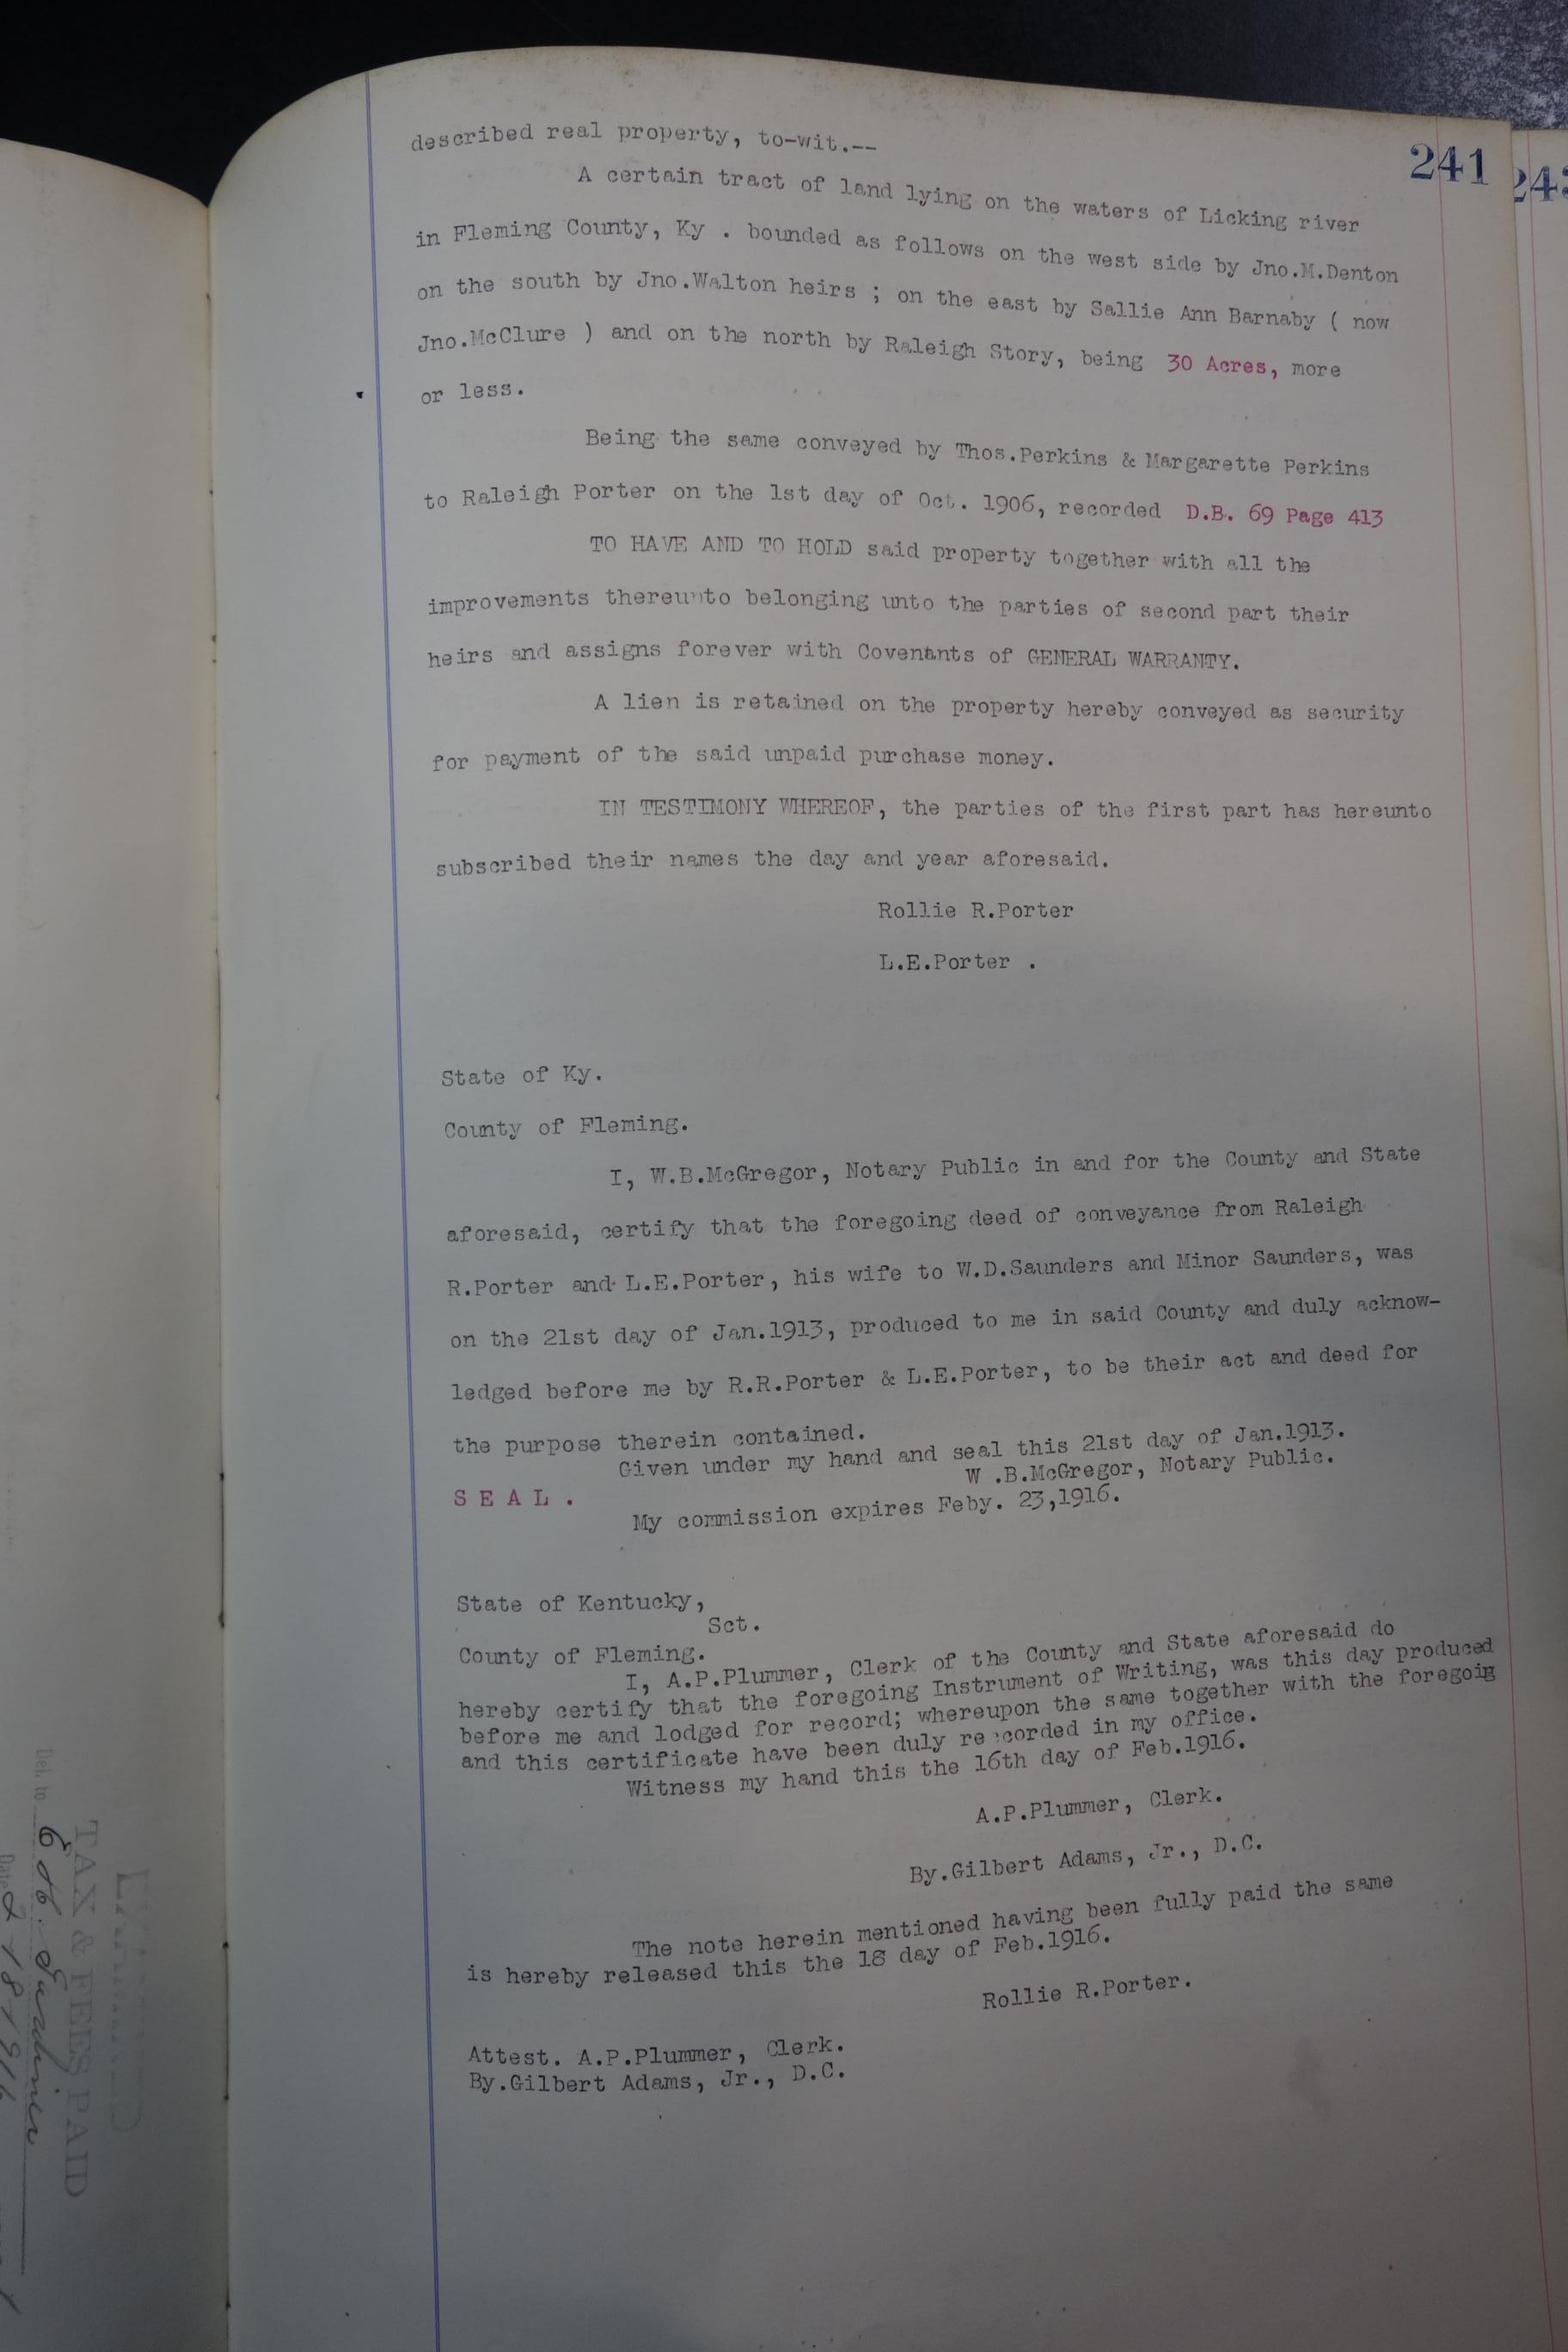 241
described real property, to-wit.--
A certain tract of land lying on the waters of Licking river
in Fleming County, Ky . bounded as follows on the west side by Jno.M.Denton
on the south by Jno.Walton heirs ; on the east by Sallie Ann Barnaby ( now
Jno.McClure ) and on the north by Raleigh Story, being 30 Acres, more
or less.
Being the same conveyed by Thos.Perkins & Margarette Perkins
to Raleigh Porter on the 1st day of Oct. 1906, recorded D.B. 69 Page 413
TO HAVE AND TO HOLD said property together with all the
improvements thereunto belonging unto the parties of second part their
heirs and assigns forever with Covenants of GENERAL WARRANTY.
A lien is retained on the property hereby conveyed as security
for payment of the said unpaid purchase money.
IN TESTIMONY WHEREOF, the parties of the first part has hereunto
subscribed their names the day and year aforesaid.
Rollie R.Porter
L.E.Porter .
State of Ky.
County of Fleming.
I, W.B.McGregor, Notary Public in and for the County and State
aforesaid, certify that the foregoing deed of conveyance from Raleigh
R.Porter and L.E.Porter, his wife to W.D.Saunders and Minor Saunders, was
on the 21st day of Jan.1913, produced to me in said County and duly acknow-
ledged before me by R.R.Porter & L.E.Porter, to be their act and deed for
the purpose therein contained.
Given under my hand and seal this 21st day of Jan.1913.
W .B.McGregor, Notary Public.
SEAL.
My commission expires Feby. 23,1916.
State of Kentucky,
Sct.
County of Fleming.
I, A.P.Plummer, Clerk of the County and State aforesaid do
hereby certify that the foregoing Instrument of Writing, was this day produced
before me and lodged for record; whereupon the same together with the foregoig
and this certificate have been duly recorded in my office.
Witness my hand this the 16th day of Feb.1916.
A.P.Plummer, Clerk.
By.Gilbert Adams, Jr., D.C.
The note herein mentioned having been fully paid the same
is hereby released this the 18 day of Feb.1916.
Rollie R.Porter.
Attest. A.P.Plummer, Clerk.
By.Gilbert Adams, Jr., D.C.
TAX & FEES PAID
Del. to
Date